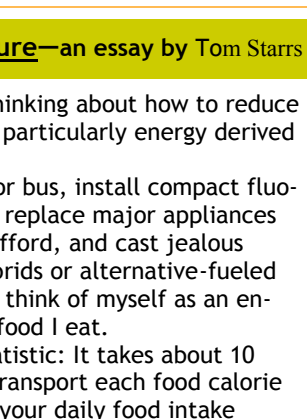 ure—an essay by Tom Starrs
hinking about how to reduce
particularly energy derived
or bus, install compact fluo-
replace major appliances
fford, and cast jealous
orids or alternative-fueled
think of myself as an en-
food I eat.
atistic: It takes about 10
ransport each food calorie
your daily food intake